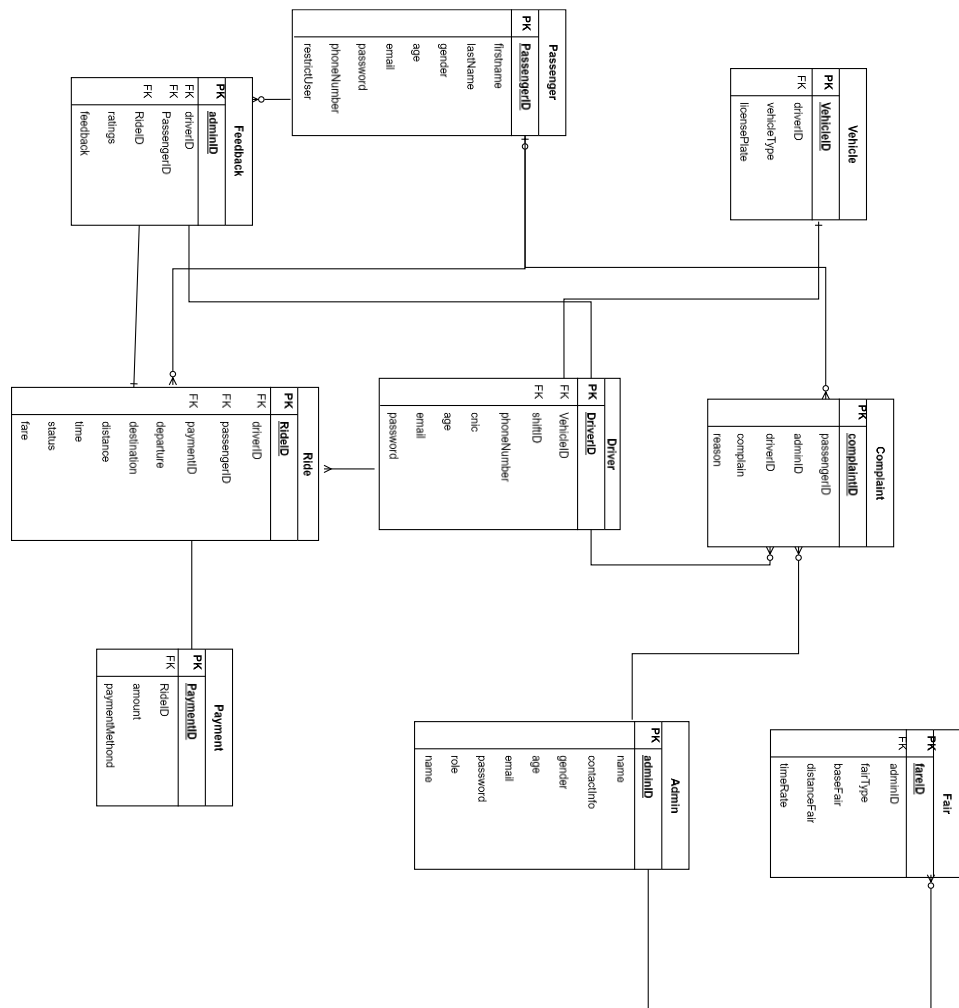 Passenger
PK PassengerID
firstname
lastName
gender
age
email
password
phoneNumber
restrictUser
Vehicle
PK VehicleID
FK driverID
vehicleType
licensePlate
Feedback
PK adminID
FK driverID
FK PassengerID
FK RideID
ratings
feedback
Ride
PK RideID
FK driverID
FK passengerID
FK paymentID
departure
destination
distance
time
status
fare
Driver
PK DriverID
FK VehicleID
FK shiftID
phoneNumber
cnic
age
email
password
Complaint
PK complaintID
passengerID
adminID
driverID
complain
reason
Payment
PK PaymentID
FK RideID
amount
paymentMethond
Admin
PK adminID
name
contactInfo
gender
age
email
password
role
name
Fair
PK fareID
FK adminID
fairType
baseFair
distanceFair
timeRate